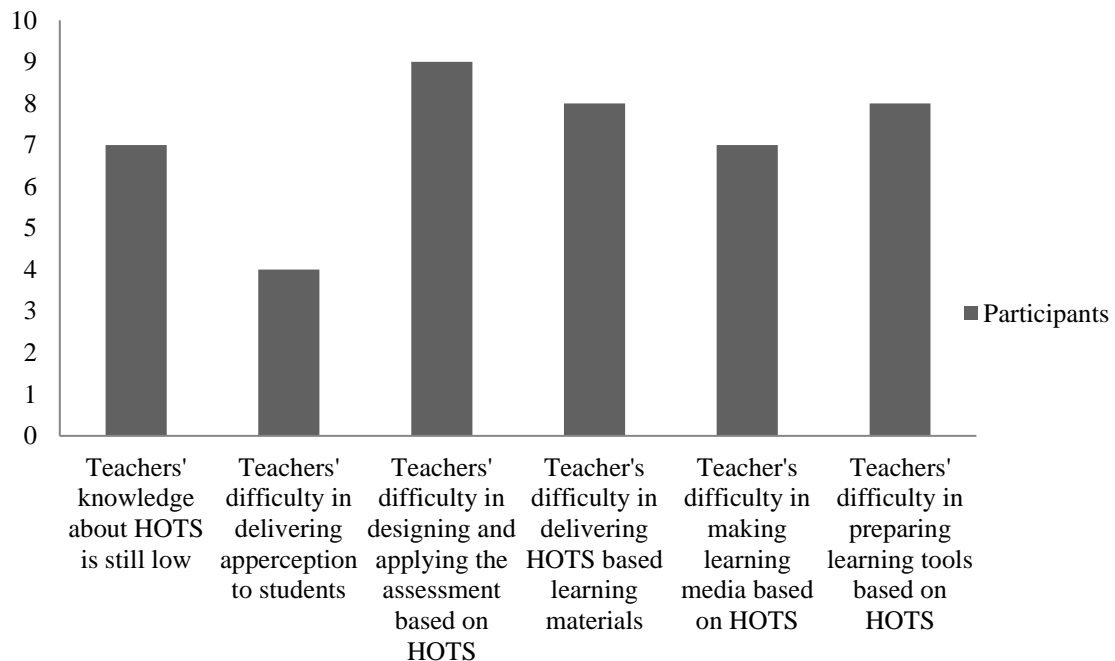 10
9
8
7
6
5
4
3
2
1
0
Participants
Teachers'
knowledge
about HOTS
is still low
Teachers'
difficulty in
delivering
apperception
to students
Teachers'
difficulty in
designing and
applying the
assessment
based on
HOTS
Teacher's
difficulty in
delivering
HOTS based
learning
materials
Teacher's
difficulty in
making
learning
media based
on HOTS
Teachers'
difficulty in
preparing
learning tools
based on
HOTS